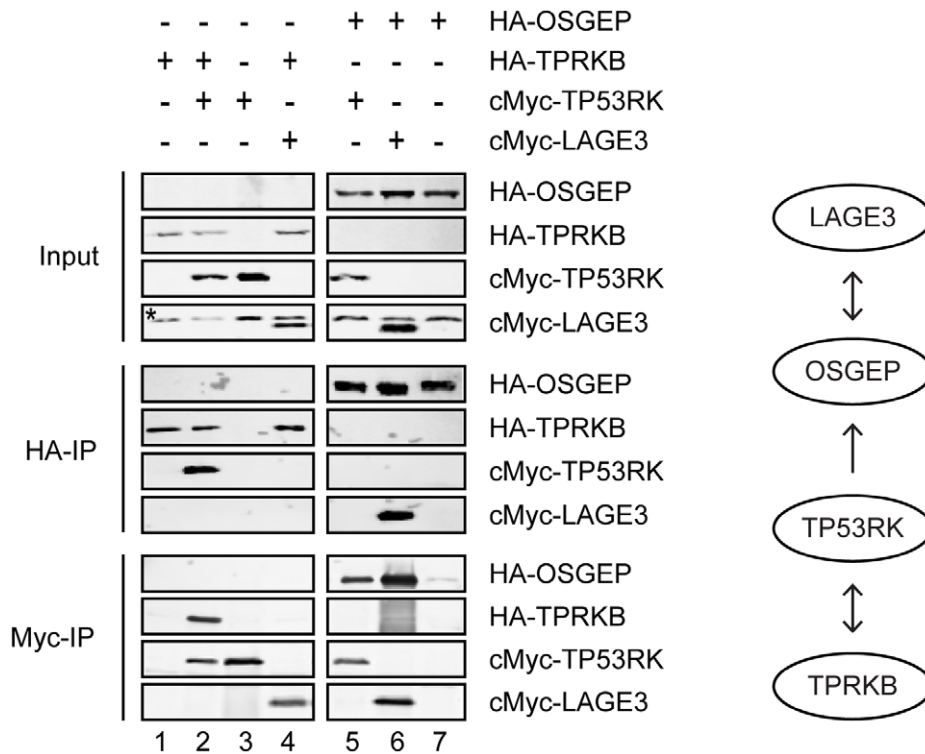 - - - - + + + HA-OSGEP
+ + - + - - - HA-TPRKB
- + + - + - - cMyc-TP53RK
- - - + - + - cMyc-LAGE3
Input
HA-OSGEP
HA-TPRKB
cMyc-TP53RK
* cMyc-LAGE3
HA-IP
HA-OSGEP
HA-TPRKB
cMyc-TP53RK
cMyc-LAGE3
Myc-IP
HA-OSGEP
HA-TPRKB
cMyc-TP53RK
cMyc-LAGE3
1 2 3 4 5 6 7
LAGE3
OSGEP
TP53RK
TPRKB